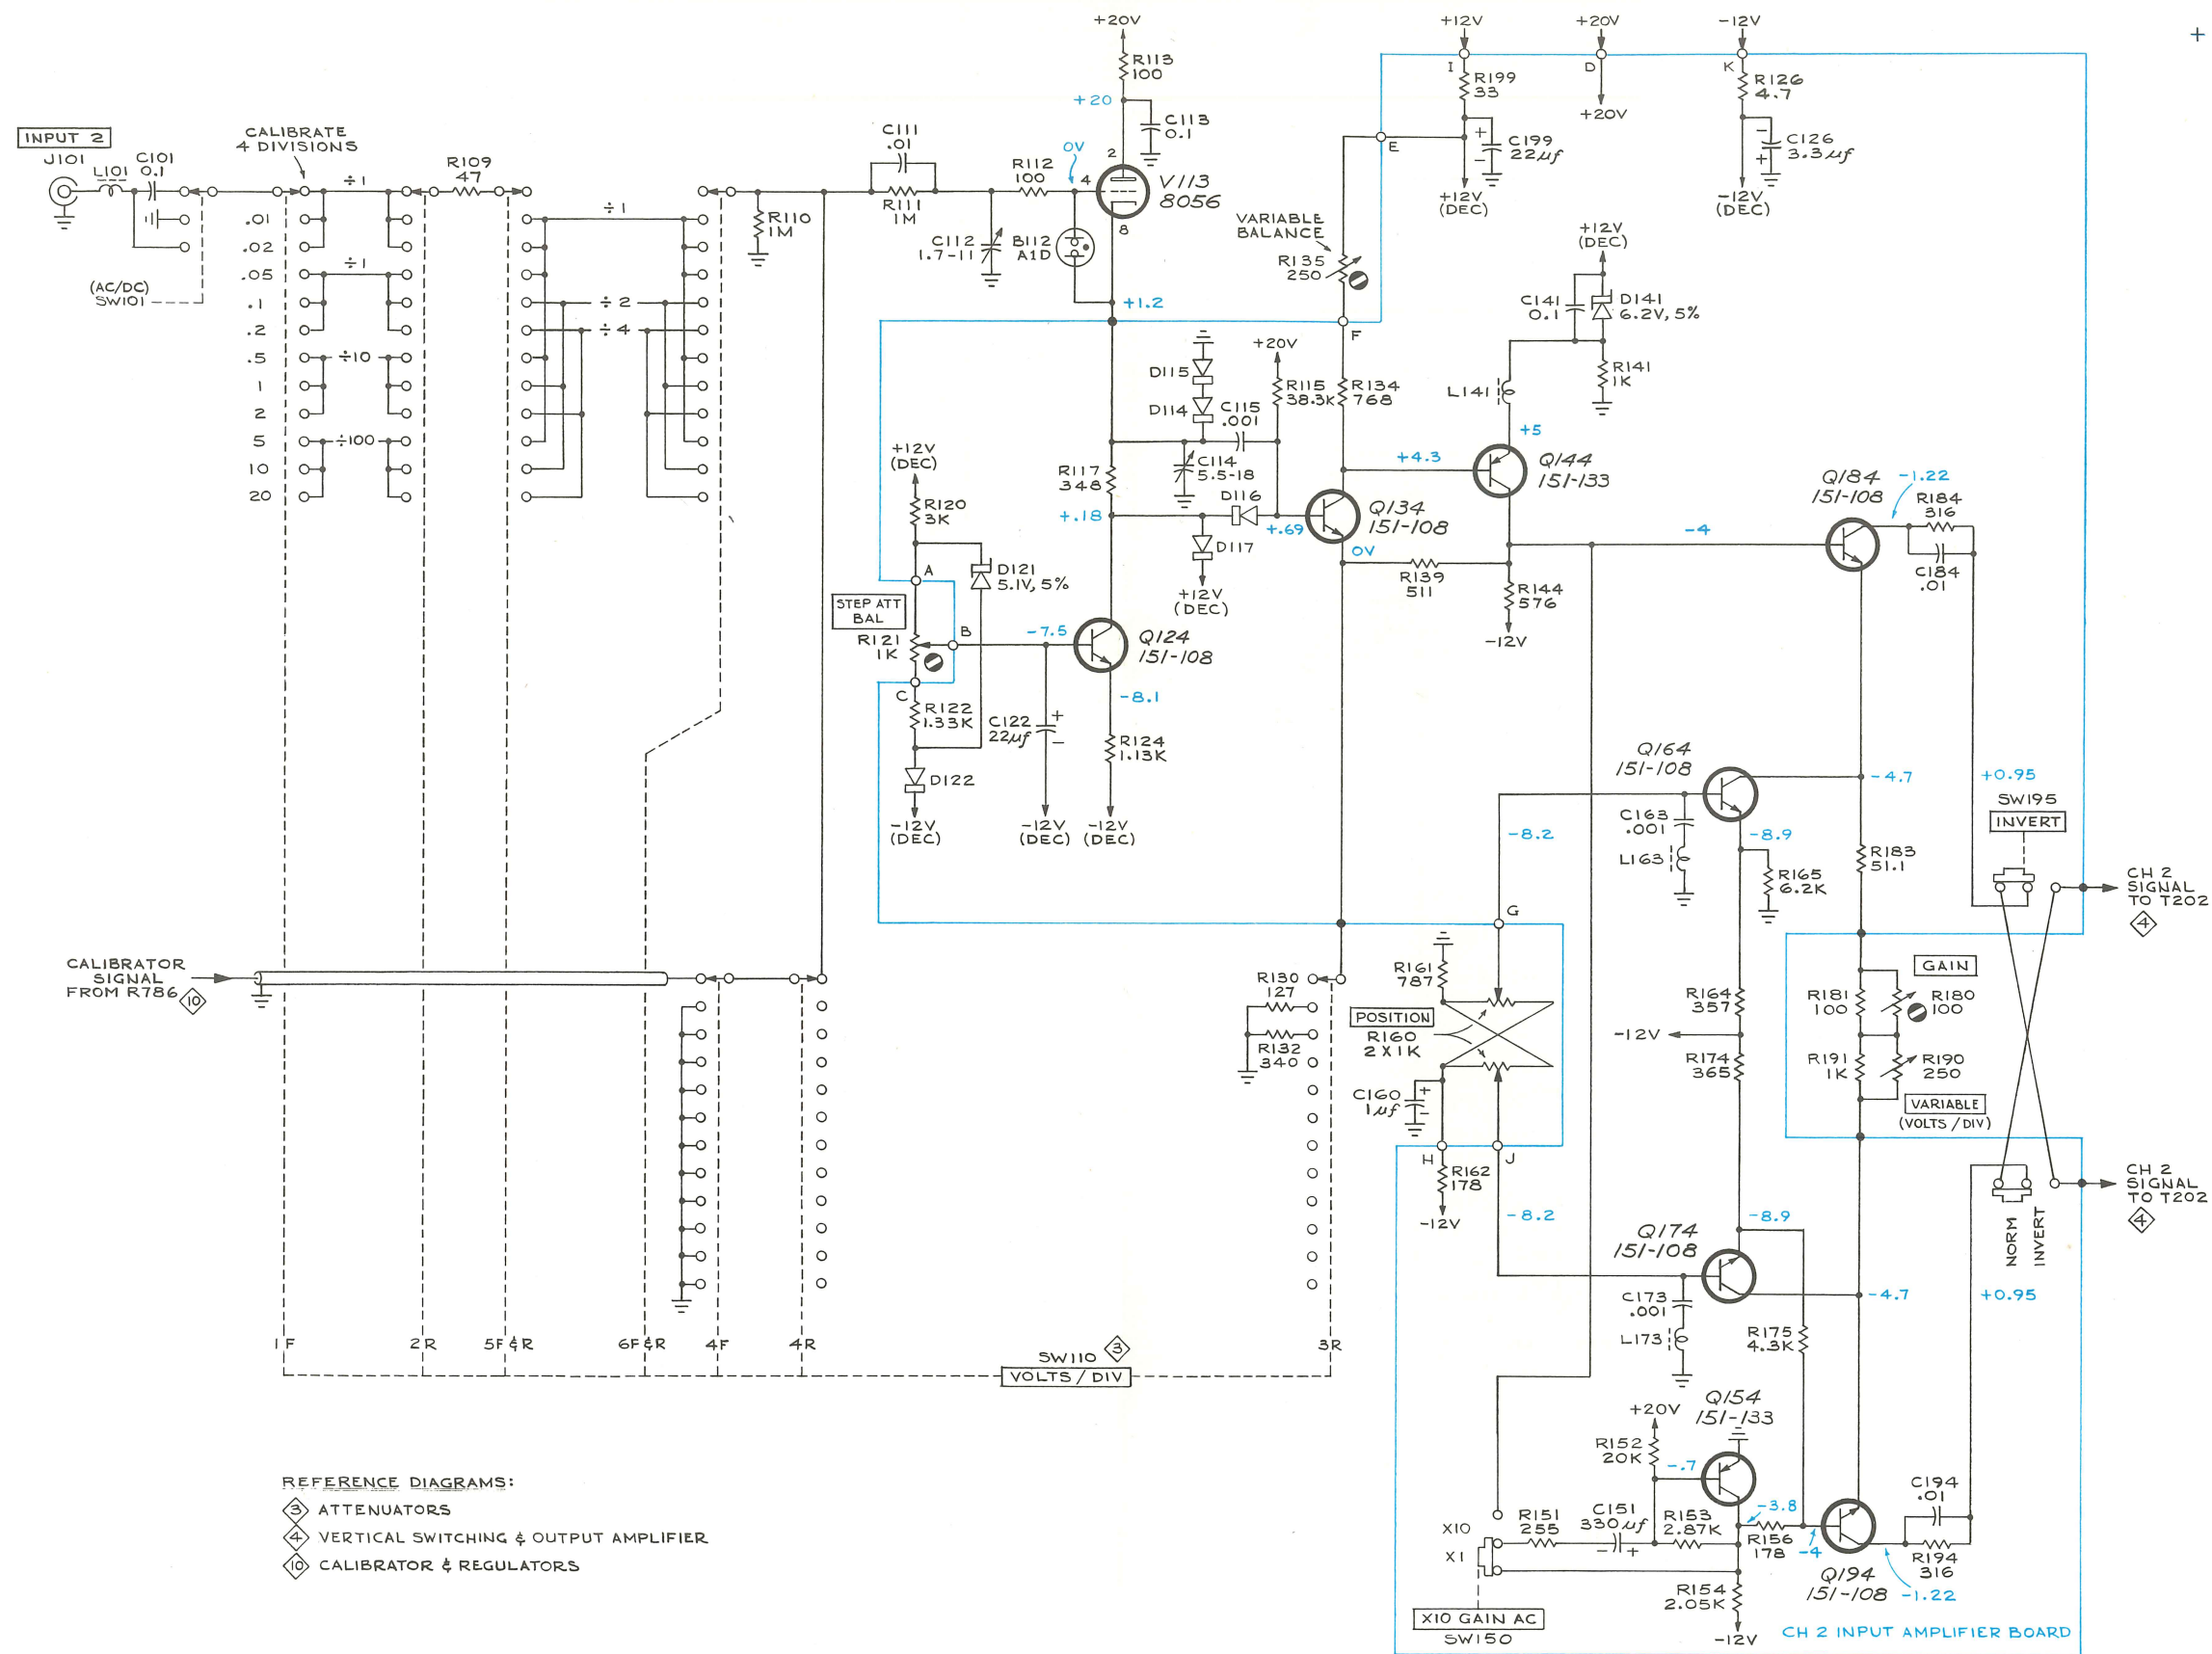 +20V
+12V
+20V
-12V
+
R113
100
I
D
K
R199
33
R126
4.7
+20
C113
0.1
+20V
INPUT 2
J101
L101
C101
0.1
CALIBRATE
4 DIVISIONS
÷1
R109
47
C111
.01
R112
100
0V
2
4
V113
8056
+
-
C199
22µf
-
+
C126
3.3µf
E
+12V
(DEC)
-12V
(DEC)
R111
1M
R110
1M
÷1
.01
.02
8
VARIABLE
BALANCE
C112
1.7-11
B112
A1D
+12V
(DEC)
÷1
.05
R135
250
(AC/DC)
SW101
.1
÷2
+1.2
C141
0.1
D141
6.2V, 5%
.2
÷4
F
.5
÷10
+20V
D115
R115
38.3K
R134
768
R141
1K
1
L141
2
D114
C115
.001
+5
5
÷100
+12V
(DEC)
10
C114
5.5-18
+4.3
Q144
151-133
20
R117
348
R120
3K
D116
Q134
151-108
+.18
+.69
Q184
151-108
-1.22
R184
316
-4
D117
0V
C184
.01
R139
511
A
D121
5.1V, 5%
+12V
(DEC)
R144
576
STEP ATT
BAL
R121
1K
B
-7.5
Q124
151-108
-12V
C
R122
1.33K
C122
22µf
+
-
-8.1
R124
1.13K
D122
-12V
(DEC)
-12V
(DEC)
-12V
(DEC)
Q164
151-108
-4.7
+0.95
SW195
INVERT
C163
.001
-8.2
-8.9
L163
R183
51.1
R165
6.2K
CH 2
SIGNAL
TO T202
4
G
CALIBRATOR
SIGNAL
FROM R786
10
R130
127
R161
787
GAIN
R164
357
R181
100
R180
100
POSITION
R160
2X1K
-12V
R132
340
R174
365
R191
1K
R190
250
C160
1µf
+
-
VARIABLE
(VOLTS/DIV)
H
J
R162
178
CH 2
SIGNAL
TO T202
4
-12V
-8.2
-8.9
Q174
151-108
NORM
INVERT
C173
.001
-4.7
+0.95
L173
R175
4.3K
1F
2R
5F&R
6F&R
4F
4R
SW110
3
VOLTS/DIV
3R
+20V
Q154
151-133
R152
20K
-.7
C194
.01
-3.8
X10
R151
255
C151
330µf
-
+
R153
2.87K
X1
R156
178
-4
R194
316
Q194
151-108
-1.22
R154
2.05K
X10 GAIN AC
SW150
-12V
CH 2 INPUT AMPLIFIER BOARD
REFERENCE DIAGRAMS:
3 ATTENUATORS
4 VERTICAL SWITCHING & OUTPUT AMPLIFIER
10 CALIBRATOR & REGULATORS